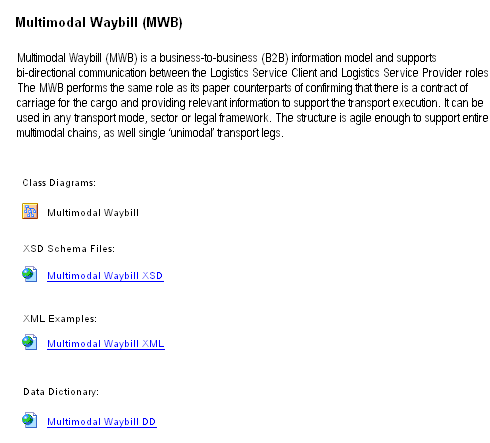 Multimodal Waybill (MWB)
Multimodal Waybill (MWB) is a business-to-business (B2B) information model and supports
bi-directional communication between the Logistics Service Client and Logistics Service Provider roles
The MWB performs the same role as its paper counterparts of confirming that there is a contract of
carriage for the cargo and providing relevant information to support the transport execution. It can be
used in any transport mode, sector or legal framework. The structure is agile enough to support entire
multimodal chains, as well single 'unimodal' transport legs.
Class Diagrams:
Multimodal Waybill
XSD Schema Files:
Multimodal Waybill XSD
XML Examples:
Multimodal Waybill XML
Data Dictionary:
Multimodal Waybill DD